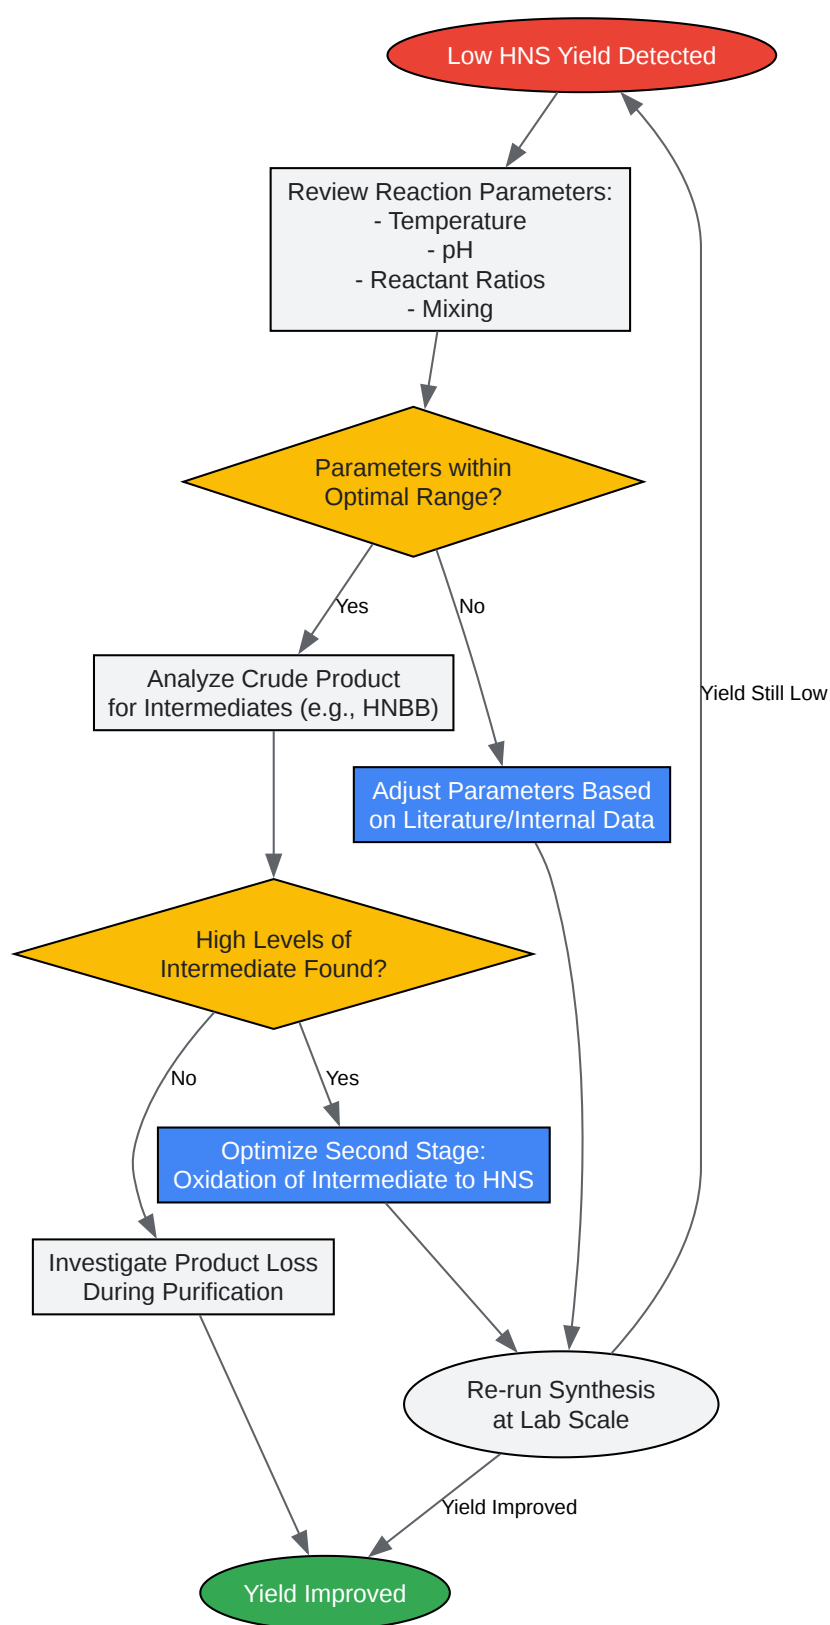 Low HNS Yield Detected
Review Reaction Parameters:
- Temperature
- pH
- Reactant Ratios
- Mixing
Parameters within
Optimal Range?
Yes
No
Analyze Crude Product
for Intermediates (e.g., HNBB)
Yield Still Low
Adjust Parameters Based
on Literature/Internal Data
High Levels of
Intermediate Found?
No
Yes
Optimize Second Stage:
Oxidation of Intermediate to HNS
Investigate Product Loss
During Purification
Re-run Synthesis
at Lab Scale
Yield Improved
Yield Improved